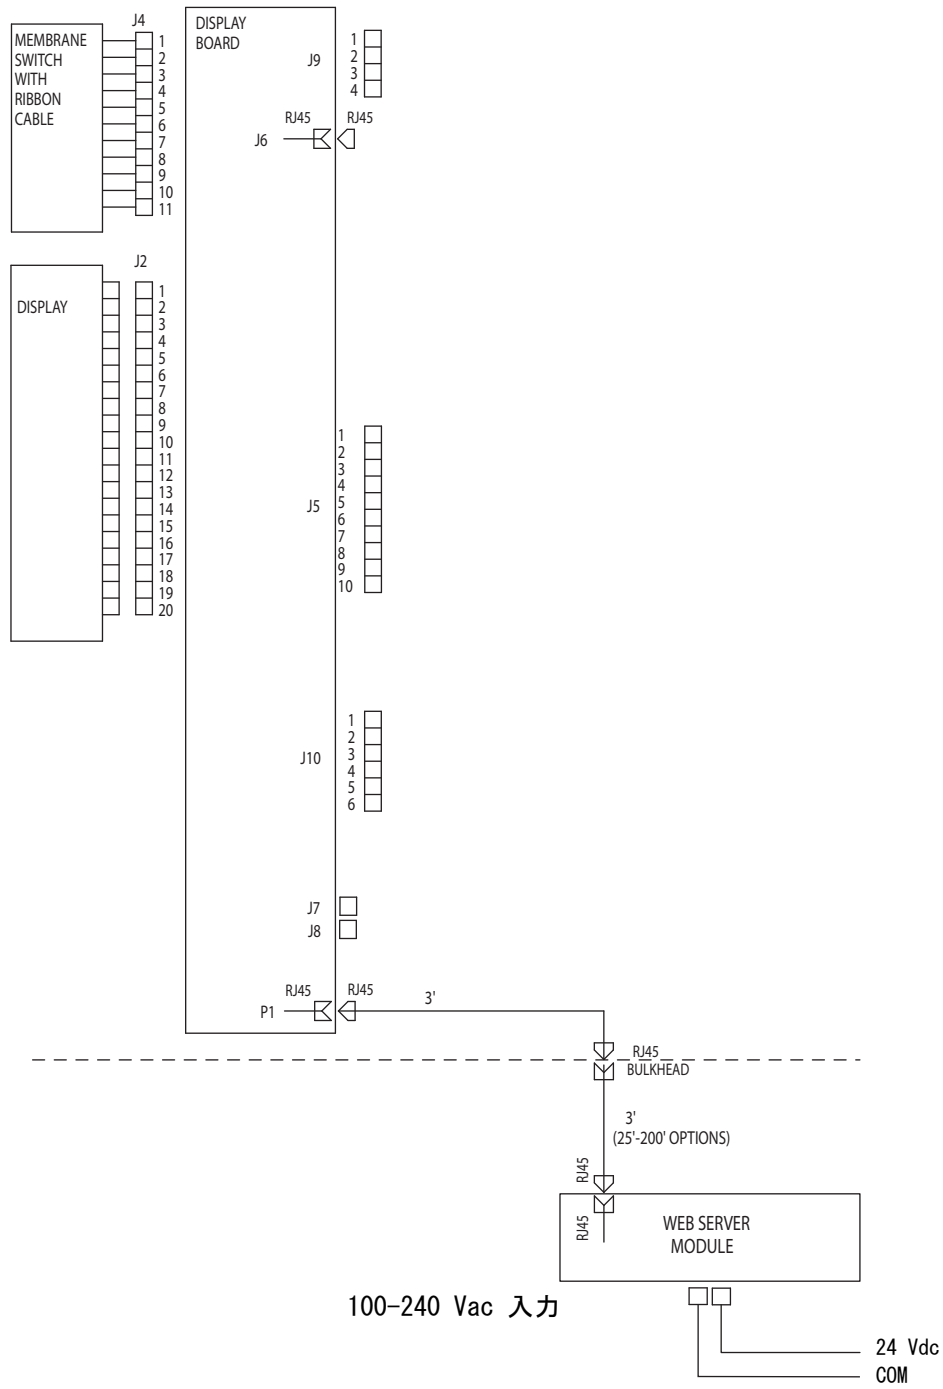 J4
MEMBRANE
SWITCH
WITH
RIBBON
CABLE
1
2
3
4
5
6
7
8
9
10
11
DISPLAY
BOARD
J9
1
2
3
4
RJ45
RJ45
J6
J2
DISPLAY
1
2
3
4
5
6
7
8
9
10
11
12
13
14
15
16
17
18
19
20
J5
1
2
3
4
5
6
7
8
9
10
J10
1
2
3
4
5
6
J7
J8
RJ45
RJ45
P1
3'
RJ45
BULKHEAD
3'
(25'-200' OPTIONS)
RJ45
RJ45
WEB SERVER
MODULE
100-240 Vac 入力
24 Vdc
COM